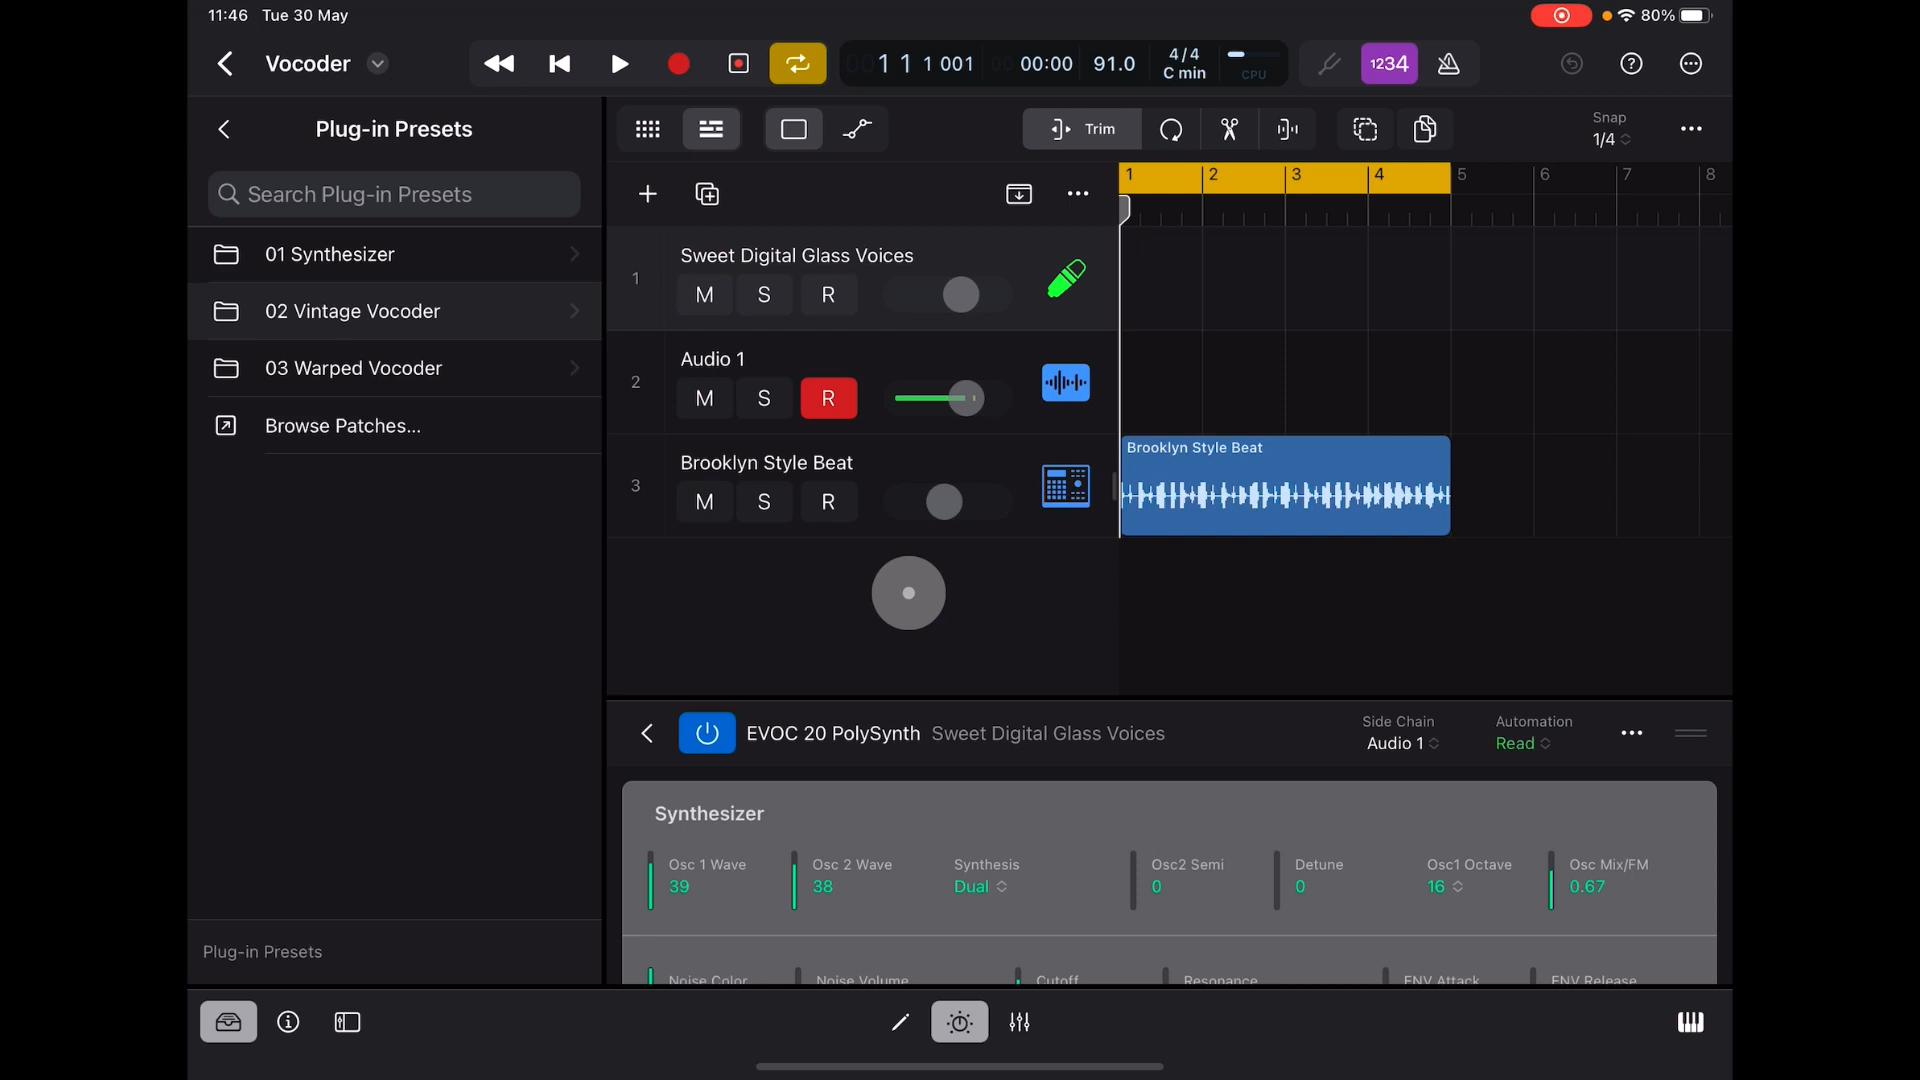 11:46 Tue 30 May
80%
Vocoder
1 1 1 001
00:00
91.0
4/4
C min
CPU
1234
Plug-in Presets
Search Plug-in Presets
01 Synthesizer
02 Vintage Vocoder
03 Warped Vocoder
Browse Patches...
Plug-in Presets
Trim
Snap
1/4
1 2 3 4 5 6 7 8
1
Sweet Digital Glass Voices
M S R
2
Audio 1
M S R
3
Brooklyn Style Beat
M S R
Brooklyn Style Beat
EVOC 20 PolySynth Sweet Digital Glass Voices
Side Chain
Audio 1
Automation
Read
Synthesizer
Osc 1 Wave
39
Osc 2 Wave
38
Synthesis
Dual
Osc2 Semi
0
Detune
0
Osc1 Octave
16
Osc Mix/FM
0.67
Noise Color
Noise Volume
Cutoff
Resonance
ENV Attack
ENV Release